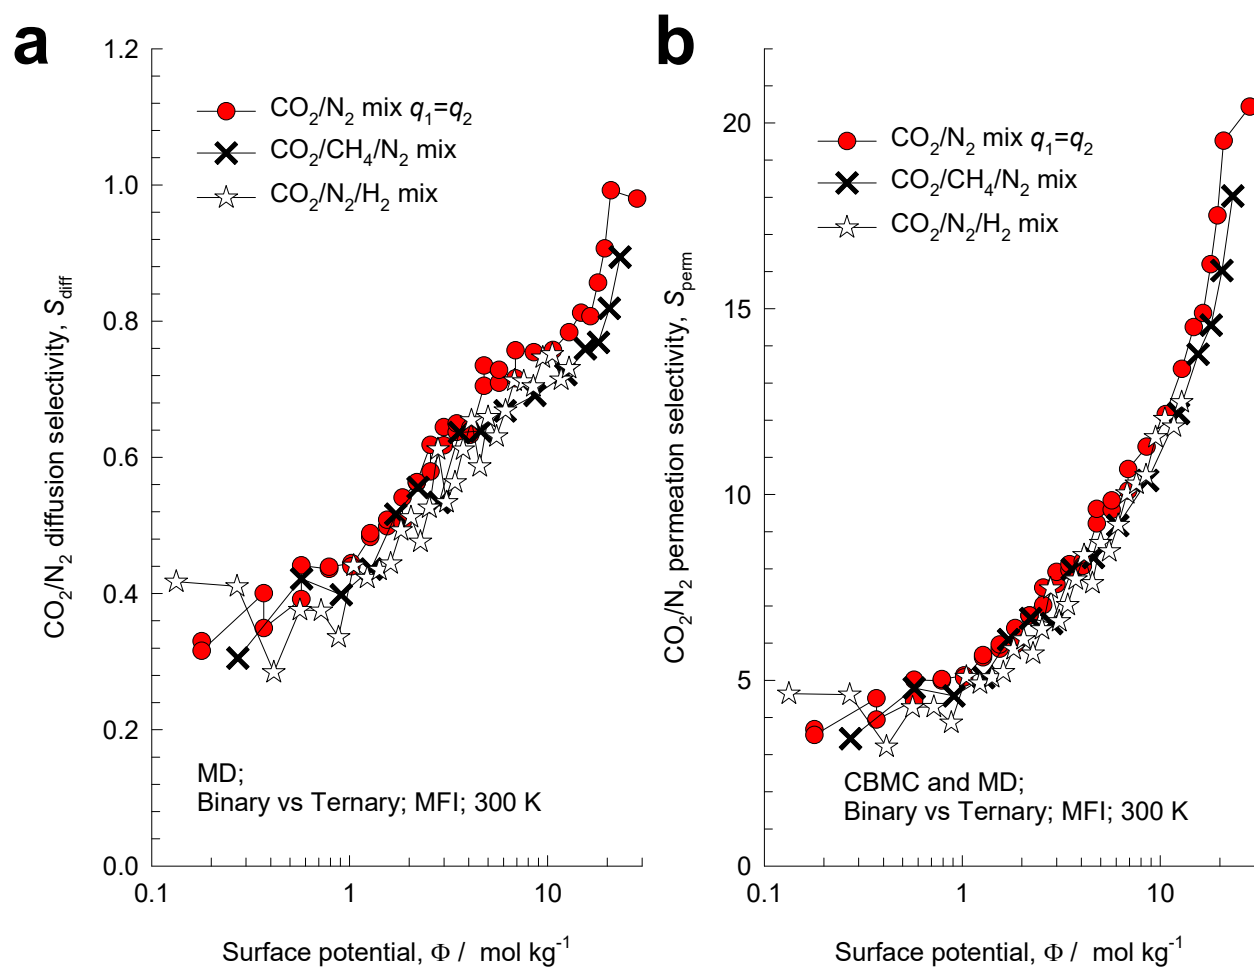 a
1.2
1.0
0.8
0.6
0.4
0.2
0.0
0.1
1
10
CO₂/N₂ diffusion selectivity, S_diff
Surface potential, Φ / mol kg⁻¹
CO₂/N₂ mix q₁=q₂
CO₂/CH₄/N₂ mix
CO₂/N₂/H₂ mix
MD;
Binary vs Ternary; MFI; 300 K
b
20
15
10
5
0
0.1
1
10
CO₂/N₂ permeation selectivity, S_perm
Surface potential, Φ / mol kg⁻¹
CO₂/N₂ mix q₁=q₂
CO₂/CH₄/N₂ mix
CO₂/N₂/H₂ mix
CBMC and MD;
Binary vs Ternary; MFI; 300 K